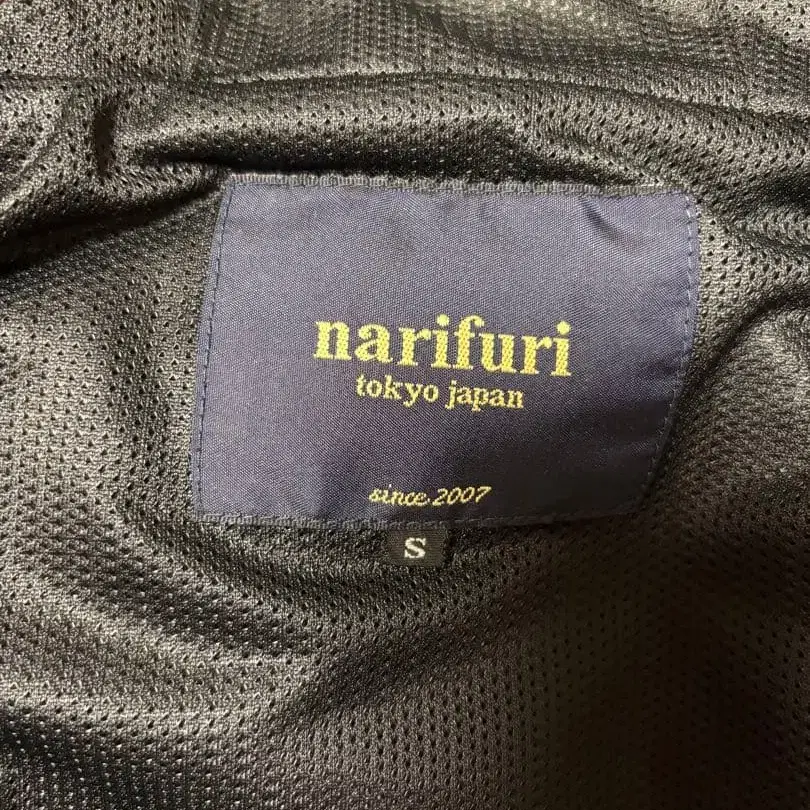 narifuri
tokyo japan
since 2007
S